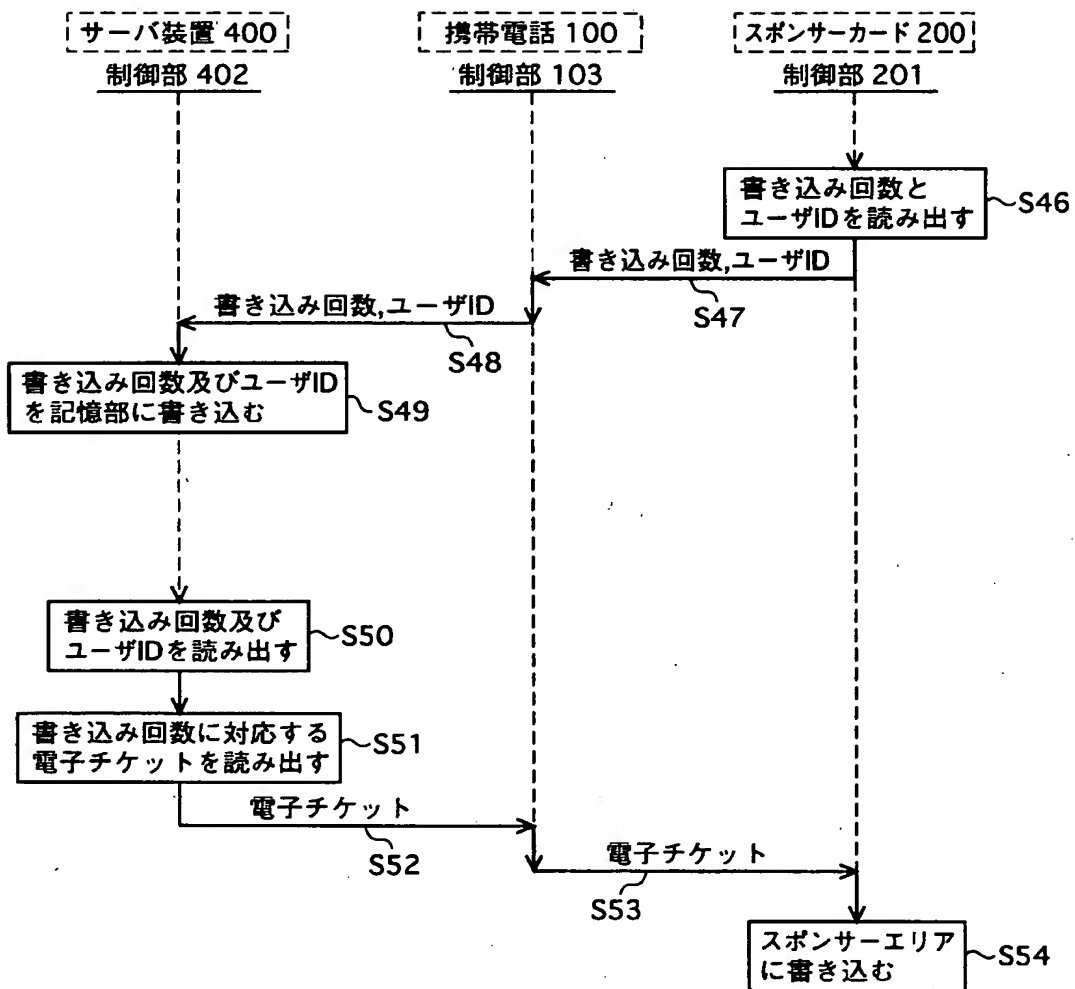 サーバ装置 400
携帯電話 100
スポンサーカード 200
制御部 402
制御部 103
制御部 201
書き込み回数と
ユーザIDを読み出す
S46
書き込み回数,ユーザID
S47
書き込み回数,ユーザID
S48
書き込み回数及びユーザID
を記憶部に書き込む
S49
書き込み回数及び
ユーザIDを読み出す
S50
書き込み回数に対応する
電子チケットを読み出す
S51
電子チケット
S52
電子チケット
S53
スポンサーエリア
に書き込む
S54